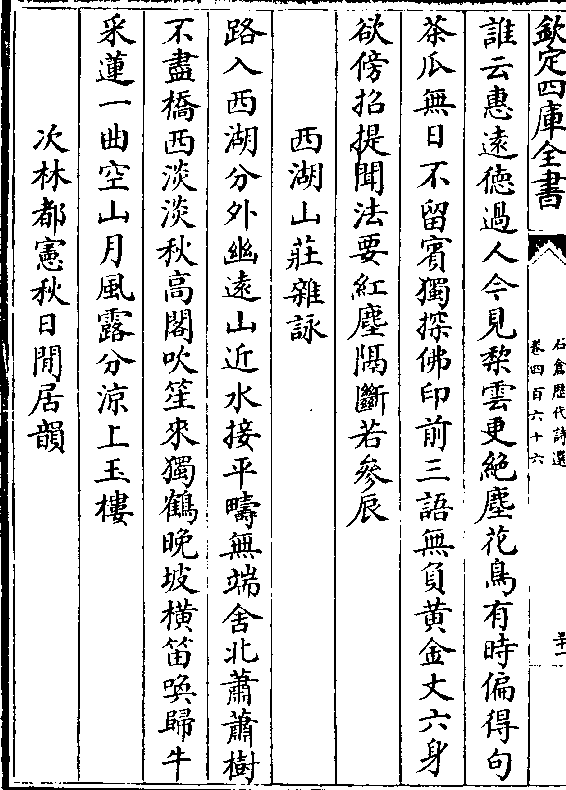 欽定四庫全書
石倉歷代詩選
卷四百六十六
誰云惠遠徳過人今見梨雲更絶塵花鳥有時偏得句
茶瓜無日不留賓獨探佛印前三語無負黄金丈六身
欲傍招提聞法要紅塵隔斷若參辰
西湖山莊雜詠
路入西湖分外幽遠山近水接平疇無端舍北蕭蕭樹
不盡橋西淡淡秋高閣吹笙來獨鶴晚坡橫笛喚歸牛
采蓮一曲空山月風露分涼上玉樓
次林都憲秋日閒居韻